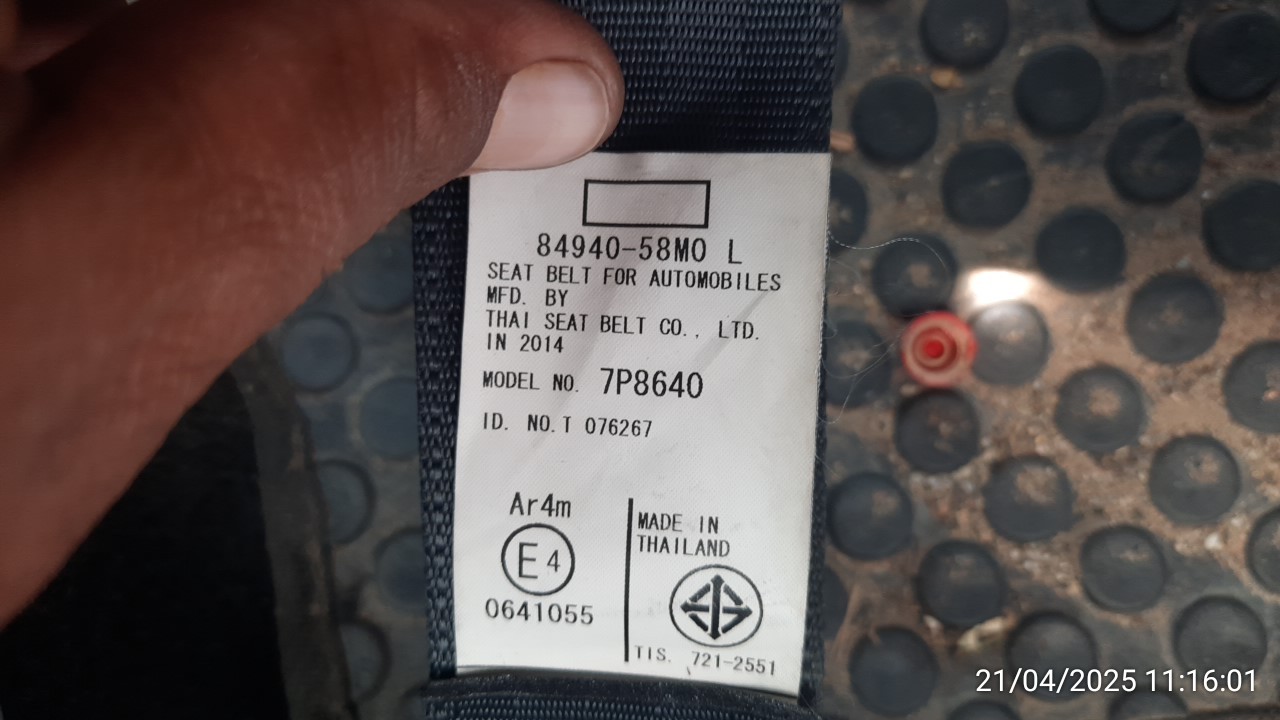 84940-58M0 L
SEAT BELT FOR AUTOMOBILES
MFD. BY
THAI SEAT BELT CO., LTD.
IN 2014
MODEL NO. 7P8640
ID. NO.T 076267
Ar4m
E4
0641055
MADE IN
THAILAND
TIS. 721-2551
21/04/2025 11:16:01